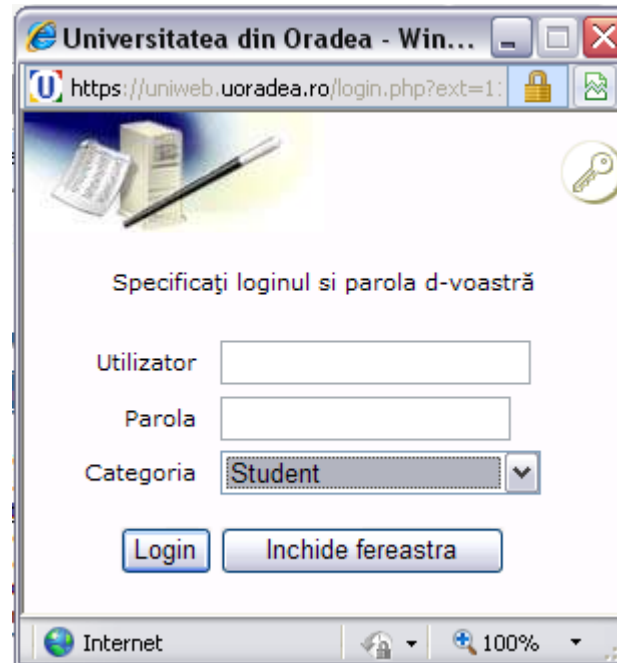 Universitatea din Oradea - Win...
https://uniweb.uoradea.ro/login.php?ext=1
Specificaţi loginul si parola d-voastră
Utilizator
Parola
Categoria
Student
Login Inchide fereastra
Internet 100%